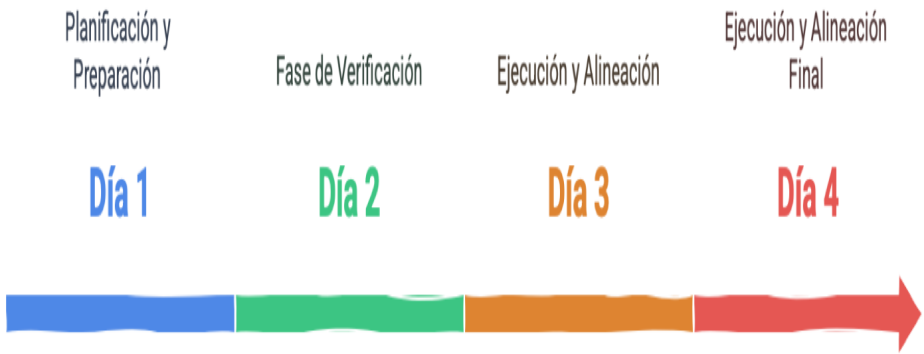 Planificación y
Preparación
Fase de Verificación
Ejecución y Alineación
Ejecución y Alineación
Final
Día 1
Día 2
Día 3
Día 4